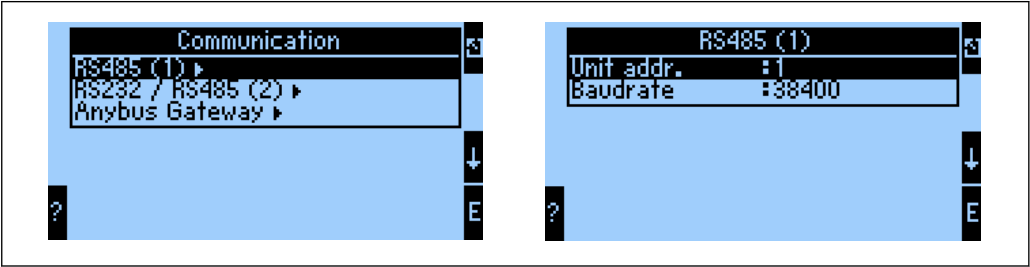 Communication
RS485 (1) ▸
RS232 / RS485 (2) ▸
Anybus Gateway ▸
↓
?
E
RS485 (1)
Unit addr. :1
Baudrate :38400
↓
?
E